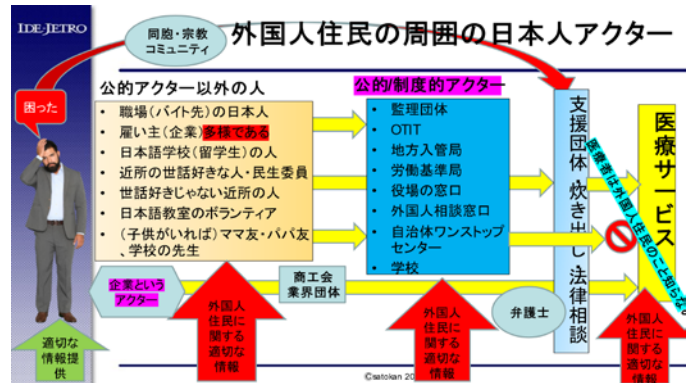 IDE-JETRO
同胞・宗教
コミュニティ
外国人住民の周囲の日本人アクター
困った
公的アクター以外の人
• 職場(バイト先)の日本人
• 雇い主(企業)多様である
• 日本語学校(留学生)の人
• 近所の世話好きな人・民生委員
• 世話好きじゃない近所の人
• 日本語教室のボランティア
• (子供がいれば)ママ友・パパ友
、学校の先生
公的/制度的アクター
• 監理団体
• OTIT
• 地方入管局
• 労働基準局
• 役場の窓口
• 外国人相談窓口
• 自治体ワンストップ
センター
• 学校
支援団体・炊き出し法律相談
医療サービス
医療者は外国人住民のこと知らない
企業という
アクター
商工会
業界団体
弁護士
適切な
情報提
供
外国人
住民に
関する
適切な
情報
外国人
住民に
関する
適切な
情報
外国人
住民に
関する
適切な
情報
©satokan 20